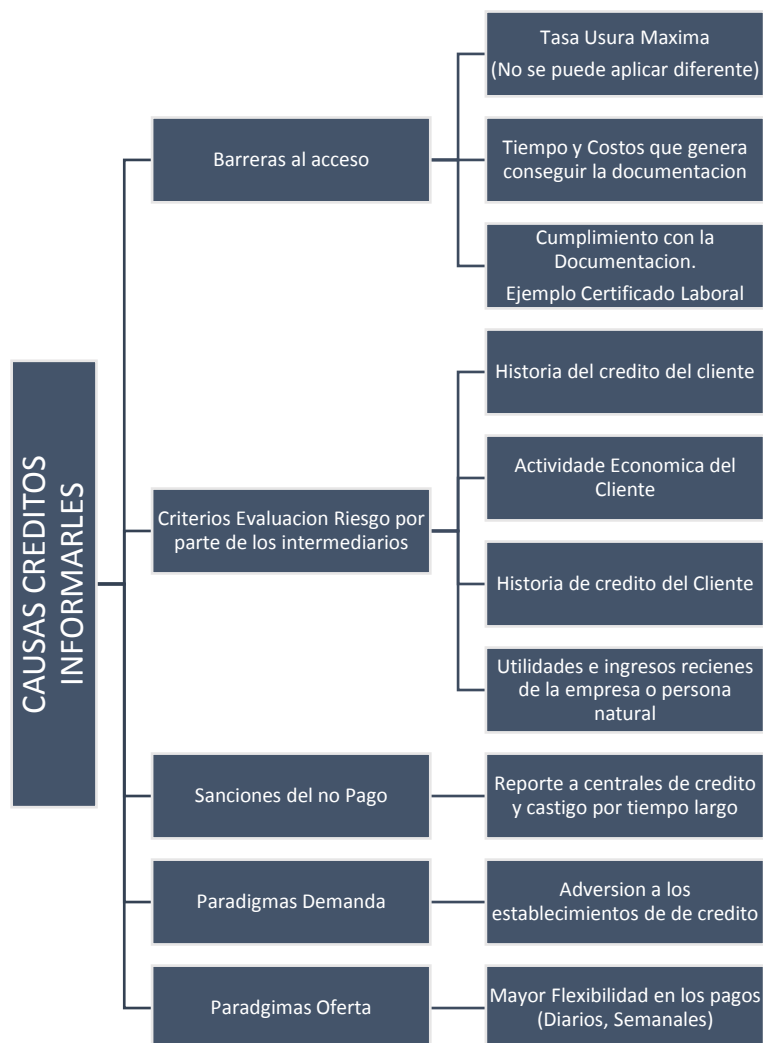 CAUSAS CREDITOS
INFORMARLES
Barreras al acceso
Tasa Usura Maxima
(No se puede aplicar diferente)
Tiempo y Costos que genera
conseguir la documentacion
Cumplimiento con la
Documentacion.
Ejemplo Certificado Laboral
Criterios Evaluacion Riesgo por
parte de los intermediarios
Historia del credito del cliente
Actividade Economica del
Cliente
Historia de credito del Cliente
Utilidades e ingresos recienes
de la empresa o persona
natural
Sanciones del no Pago
Reporte a centrales de credito
y castigo por tiempo largo
Paradigmas Demanda
Adversion a los
establecimientos de de credito
Paradgimas Oferta
Mayor Flexibilidad en los pagos
(Diarios, Semanales)